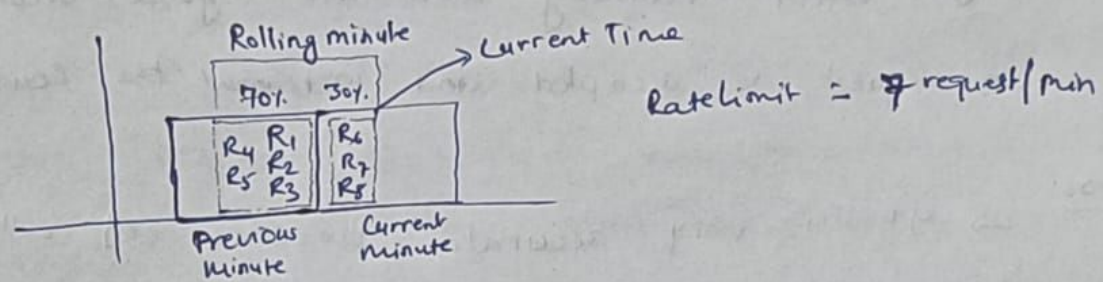 Rolling minute
Current Time
70%. 30%.
RateLimit = 7 request/min
R4 R1 R6
R5 R2 R7
R3 R8
Previous Minute
Current Minute